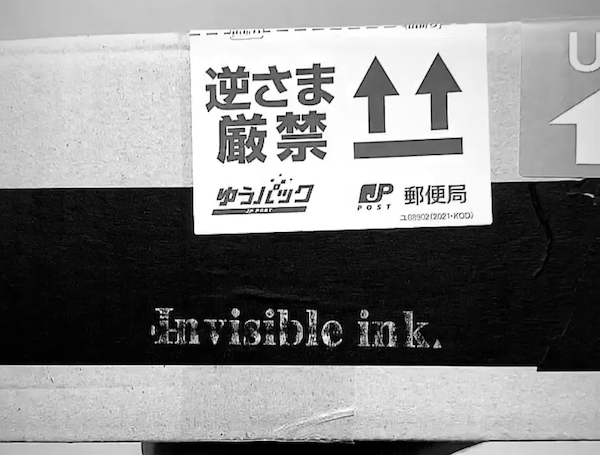 逆さま
厳禁
ゆうパック
JP POST
JP
POST
郵便局
ユ08902(2021・KOD)
U
Invisible ink.